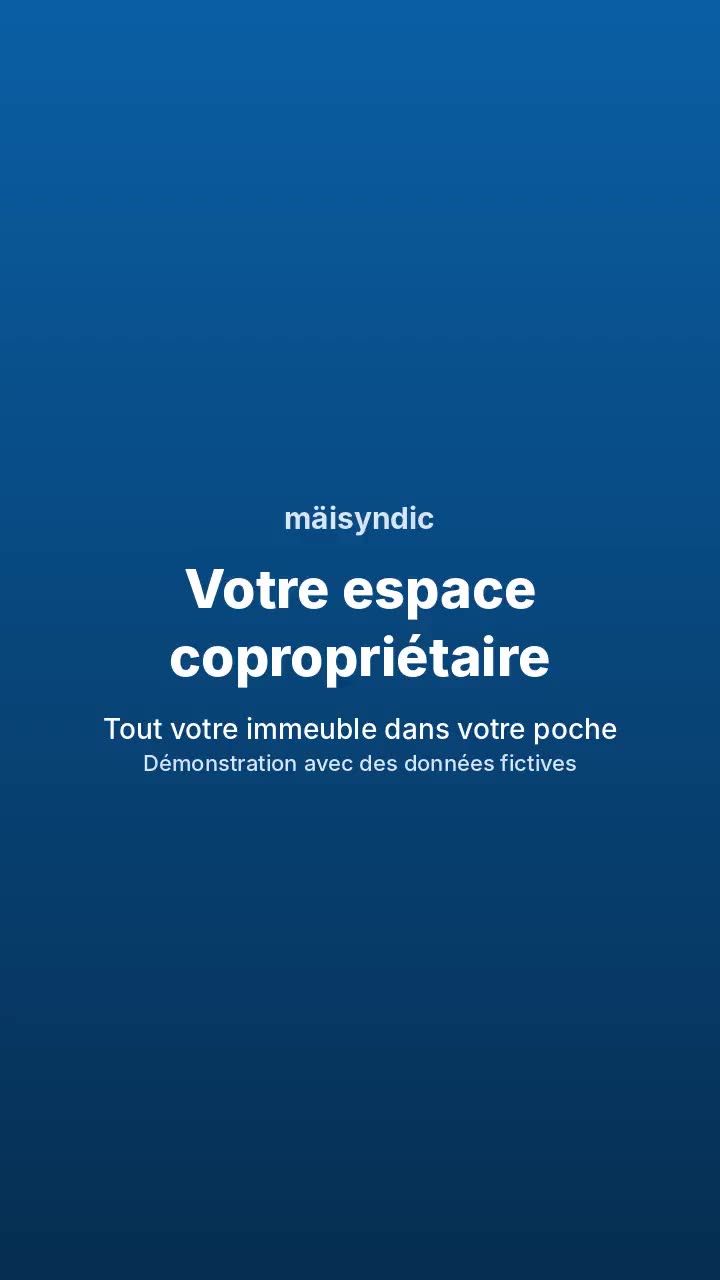 mäisyndic
Votre espace
copropriétaire
Tout votre immeuble dans votre poche
Démonstration avec des données fictives